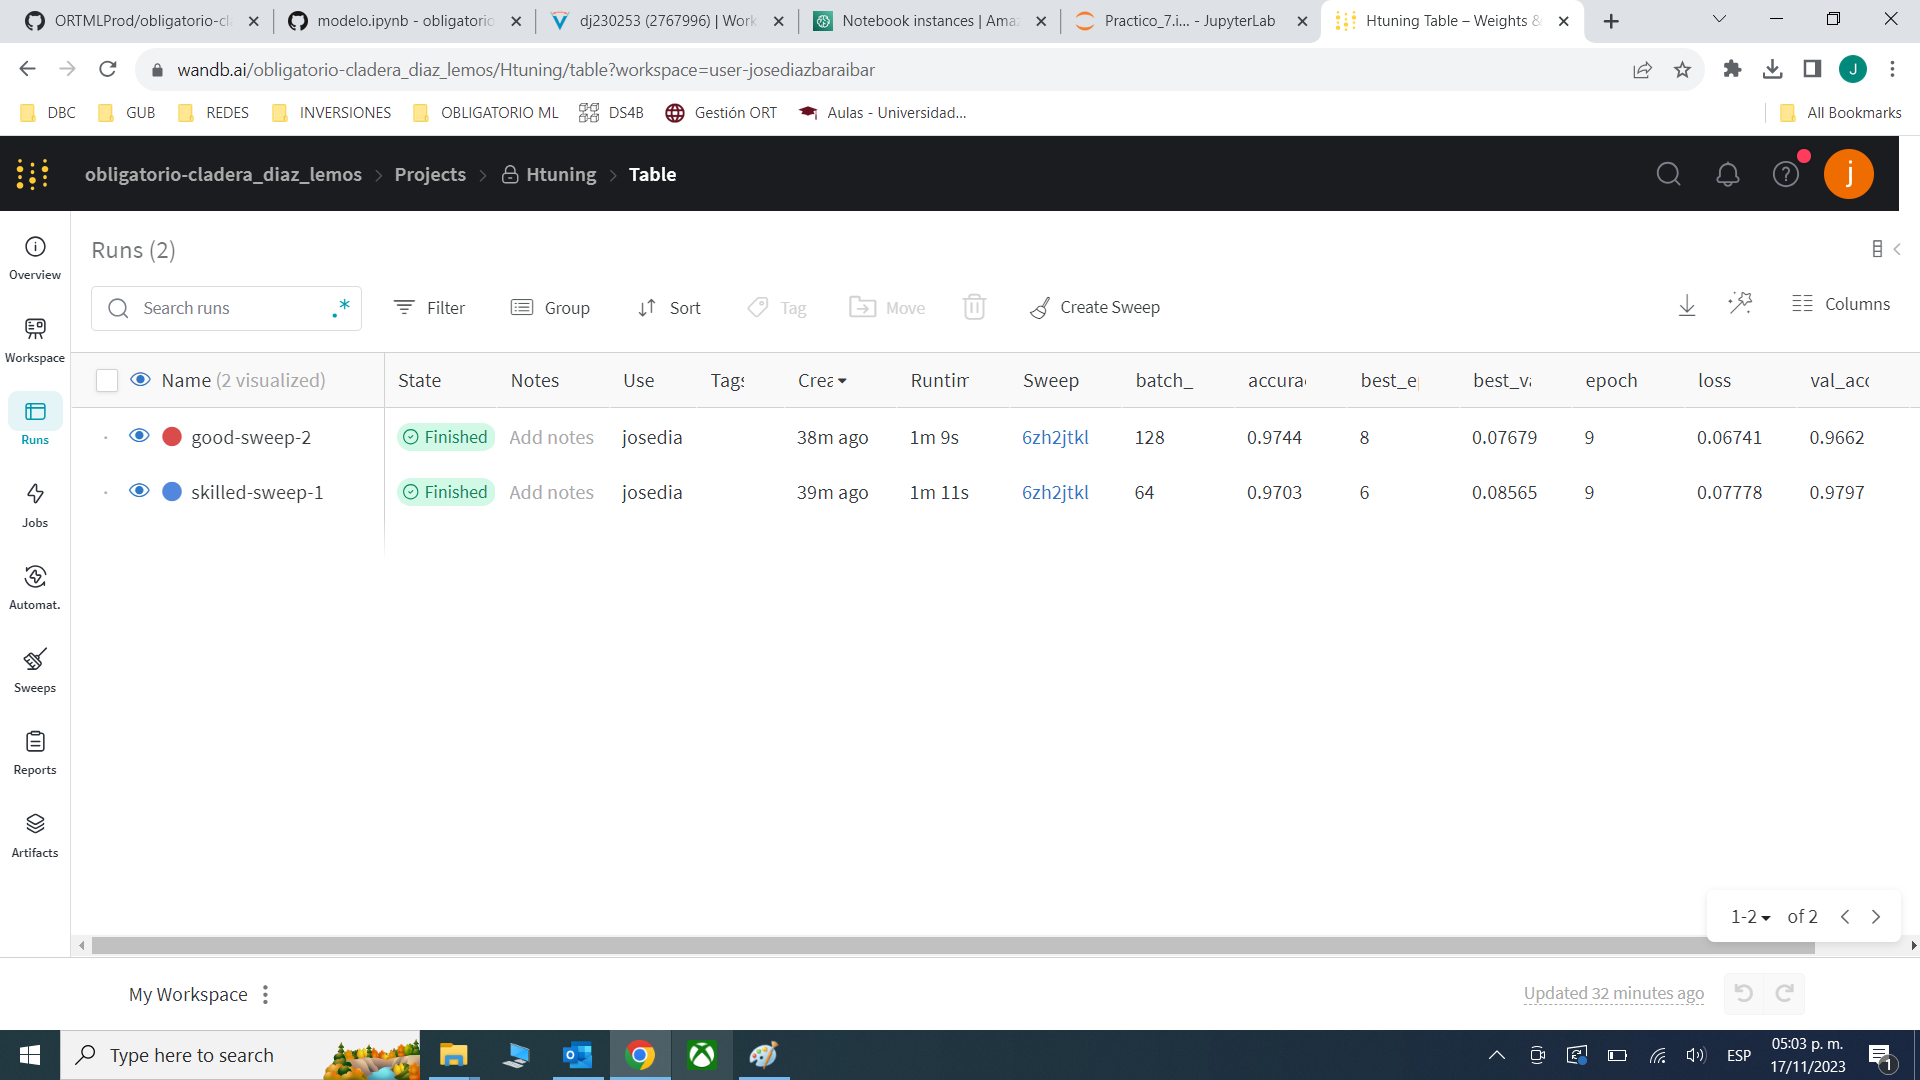 ORTMLProd/obligatorio-cl
modelo.ipynb - obligatorio
dj230253 (2767996) | Work
Notebook instances | Ama
Practico_7.i... - JupyterLab
Htuning Table – Weights &
wandb.ai/obligatorio-cladera_diaz_lemos/Htuning/table?workspace=user-josediazbaraibar
J
DBC GUB REDES INVERSIONES OBLIGATORIO ML DS4B Gestión ORT Aulas - Universidad... All Bookmarks
obligatorio-cladera_diaz_lemos > Projects > Htuning > Table
j
Overview
Workspace
Runs
Jobs
Automat.
Sweeps
Reports
Artifacts
Runs (2)
Search runs .* Filter Group Sort Tag Move Create Sweep Columns
Name (2 visualized) State Notes Use Tags Crea Runtim Sweep batch_ accura best_ep best_va epoch loss val_acc
good-sweep-2 Finished Add notes josedia 38m ago 1m 9s 6zh2jtkl 128 0.9744 8 0.07679 9 0.06741 0.9662
skilled-sweep-1 Finished Add notes josedia 39m ago 1m 11s 6zh2jtkl 64 0.9703 6 0.08565 9 0.07778 0.9797
1-2 of 2
My Workspace
Updated 32 minutes ago
Type here to search
ESP
05:03 p. m.
17/11/2023
1